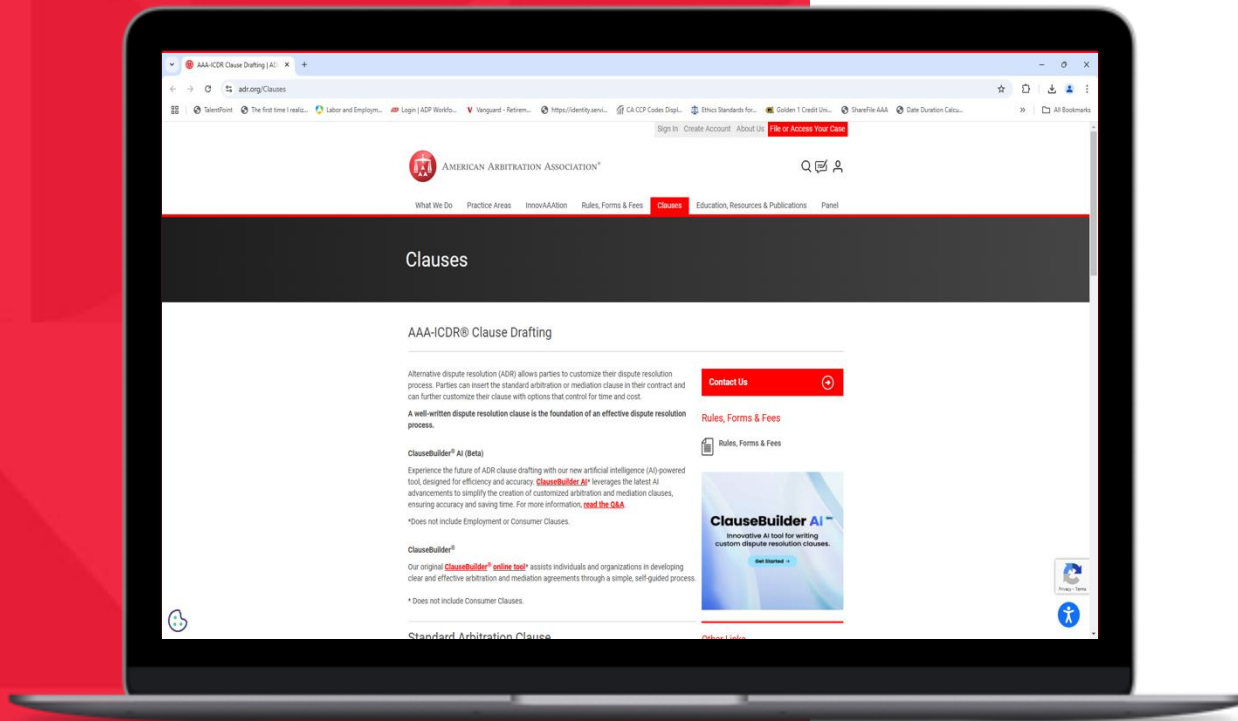 AAA-ICDR Clause Drafting | AD
adr.org/Clauses
TalentPoint The first time I realiz... Labor and Employm... Login | ADP Workfo... Vanguard - Retirem... https://identity.servi... CA CCP Codes Displ... Ethics Standards for... Golden 1 Credit Uni... ShareFile AAA Date Duration Calcu... » All Bookmarks
Sign In Create Account About Us File or Access Your Case
AMERICAN ARBITRATION ASSOCIATION®
What We Do Practice Areas InnovAAAtion Rules, Forms & Fees Clauses Education, Resources & Publications Panel
Clauses
AAA-ICDR® Clause Drafting
Alternative dispute resolution (ADR) allows parties to customize their dispute resolution
process. Parties can insert the standard arbitration or mediation clause in their contract and
can further customize their clause with options that control for time and cost.
A well-written dispute resolution clause is the foundation of an effective dispute resolution
process.
ClauseBuilder® AI (Beta)
Experience the future of ADR clause drafting with our new artificial intelligence (AI)-powered
tool, designed for efficiency and accuracy. ClauseBuilder AI* leverages the latest AI
advancements to simplify the creation of customized arbitration and mediation clauses,
ensuring accuracy and saving time. For more information, read the Q&A.
*Does not include Employment or Consumer Clauses.
ClauseBuilder®
Our original ClauseBuilder® online tool* assists individuals and organizations in developing
clear and effective arbitration and mediation agreements through a simple, self-guided process.
* Does not include Consumer Clauses.
Standard Arbitration Clause
Contact Us
Rules, Forms & Fees
Rules, Forms & Fees
ClauseBuilder AI
Innovative AI tool for writing
custom dispute resolution clauses.
Get Started →
Other Links
Privacy - Terms